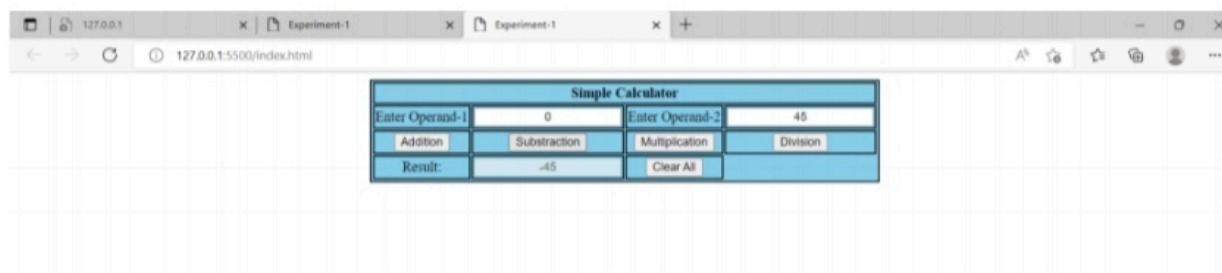 127.0.0.1 Experiment-1 Experiment-1
127.0.0.1:5500/index.html
Simple Calculator
Enter Operand-1 0 Enter Operand-2 45
Addition Substraction Multiplication Division
Result: -45 Clear All